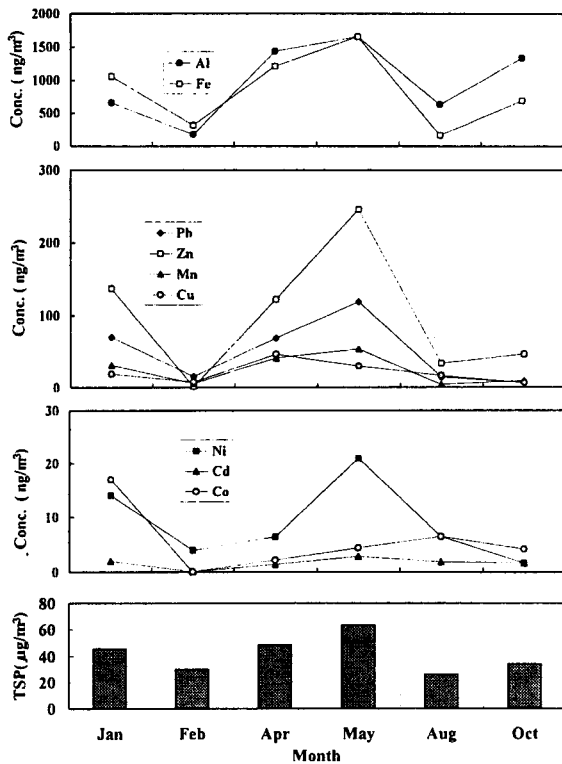 2000
1500
1000
500
0
Conc. ( ng/m³)
Al
Fe
300
200
100
0
Conc. ( ng/m³)
Pb
Zn
Mn
Cu
30
20
10
0
. Conc. ( ng/m³)
Ni
Cd
Co
80
60
40
20
0
TSP(µg/m³)
Jan Feb Apr May Aug Oct
Month